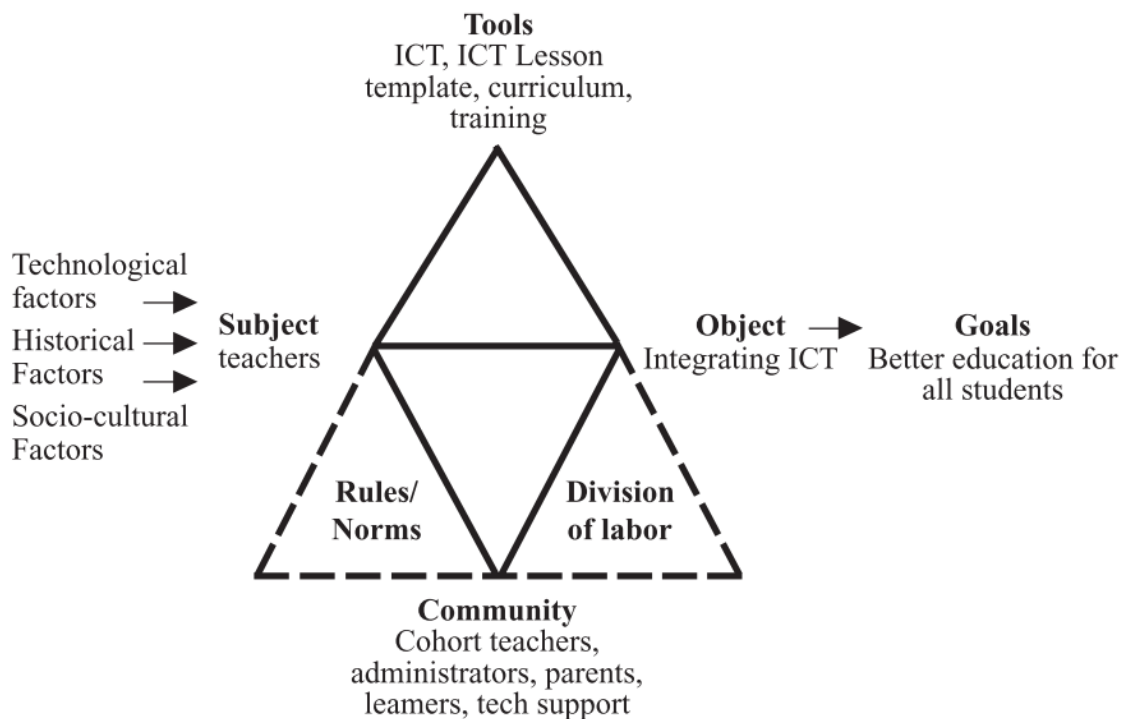 Tools
ICT, ICT Lesson
template, curriculum,
training
Technological
factors
Historical
Factors
Socio-cultural
Factors
Subject
teachers
Object
Integrating ICT
Goals
Better education for
all students
Rules/
Norms
Division
of labor
Community
Cohort teachers,
administrators, parents,
leamers, tech support